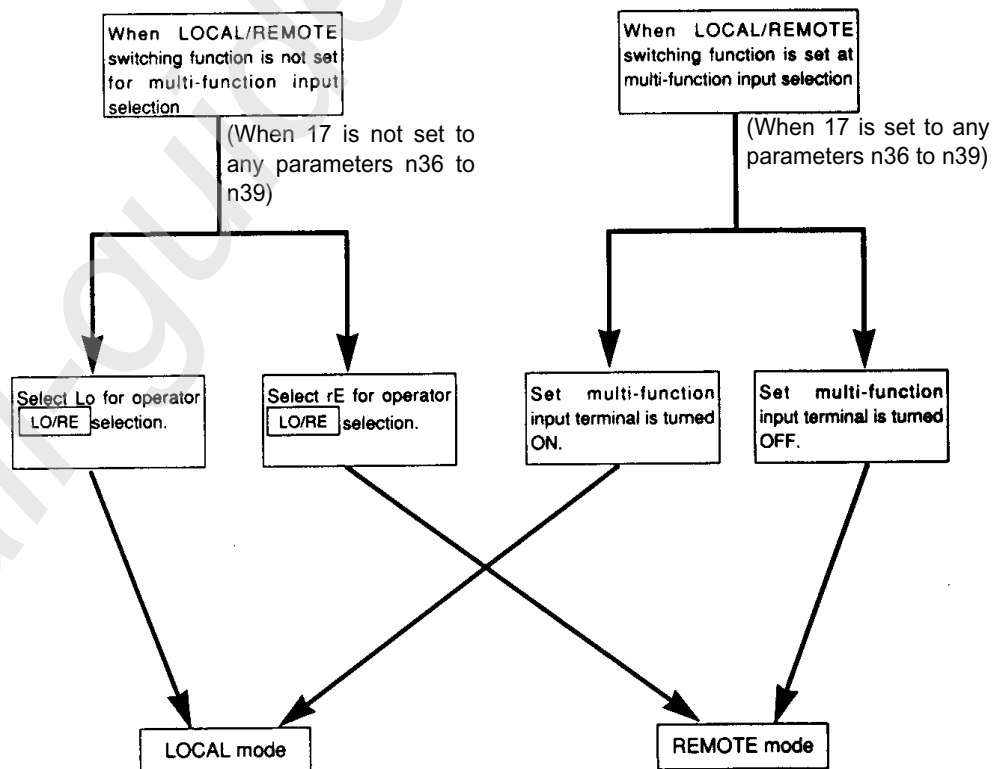 When LOCAL/REMOTE
switching function is not set
for multi-function input
selection
(When 17 is not set to
any parameters n36 to
n39)
When LOCAL/REMOTE
switching function is set at
multi-function input selection
(When 17 is set to any
parameters n36 to n39)
Select Lo for operator
LO/RE selection.
Select rE for operator
LO/RE selection.
Set multi-function
input terminal is turned
ON.
Set multi-function
input terminal is turned
OFF.
LOCAL mode
REMOTE mode